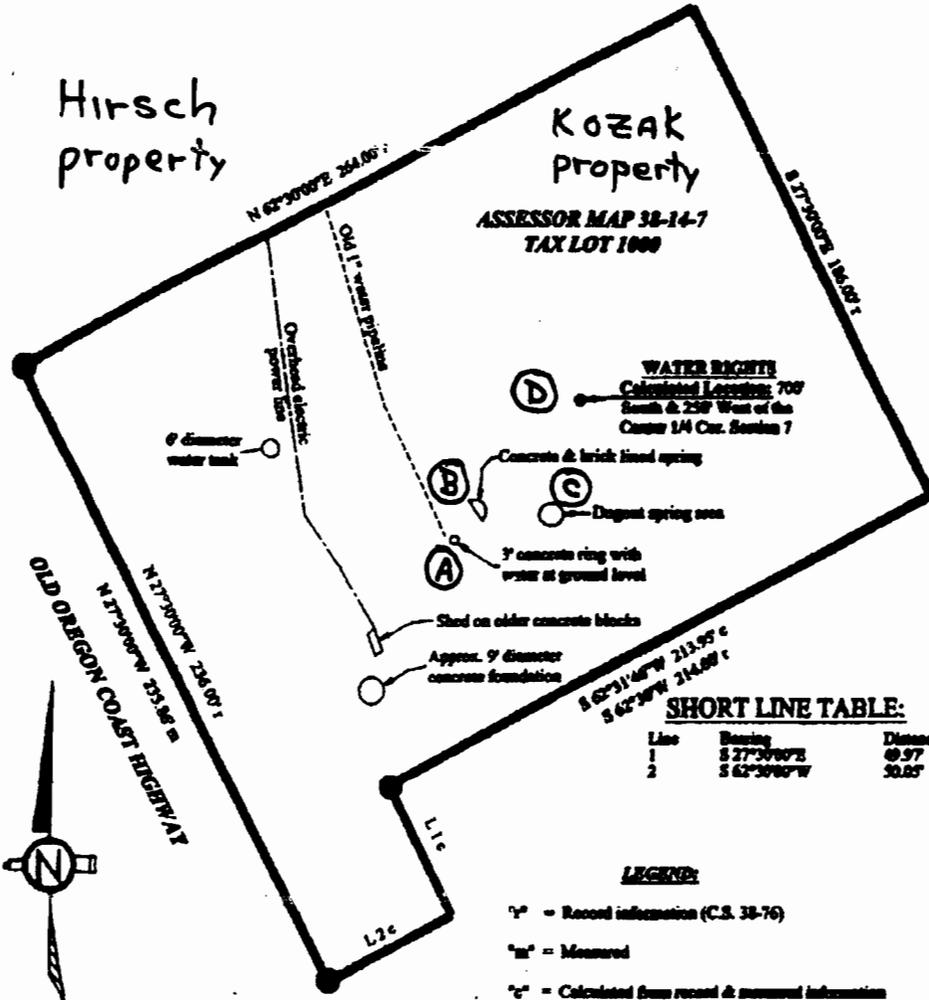 Hirsch
property
Kozak
property
ASSESSOR MAP 38-14-7
TAX LOT 1000
N 62°30'00"E 264.00' r
S 27°30'00"E 186.00' r
Old 1" water pipeline
Overhead electric
power line
6' diameter
water tank
D
WATER RIGHTS
Calculated Location: 700'
South & 250' West of the
Center 1/4 Cor. Section 7
B
Concrete & brick lined spring
C
Dugout spring area
A
3' concrete ring with
water at ground level
Shed on older concrete blocks
Approx. 9' diameter
concrete foundation
N 27°30'00"W 236.00' r
N 27°30'00"W 235.96' m
OLD OREGON COAST HIGHWAY
S 62°31'40"W 213.95' c
S 62°30'W 214.00' r
SHORT LINE TABLE:
Line Bearing Distanc
1 S 27°30'00"E 49.97'
2 S 62°30'00"W 50.05'
L 1 c
L 2 c
N
LEGEND:
"r" = Record information (C.S. 38-76)
"m" = Measured
"c" = Calculated from record & measured information